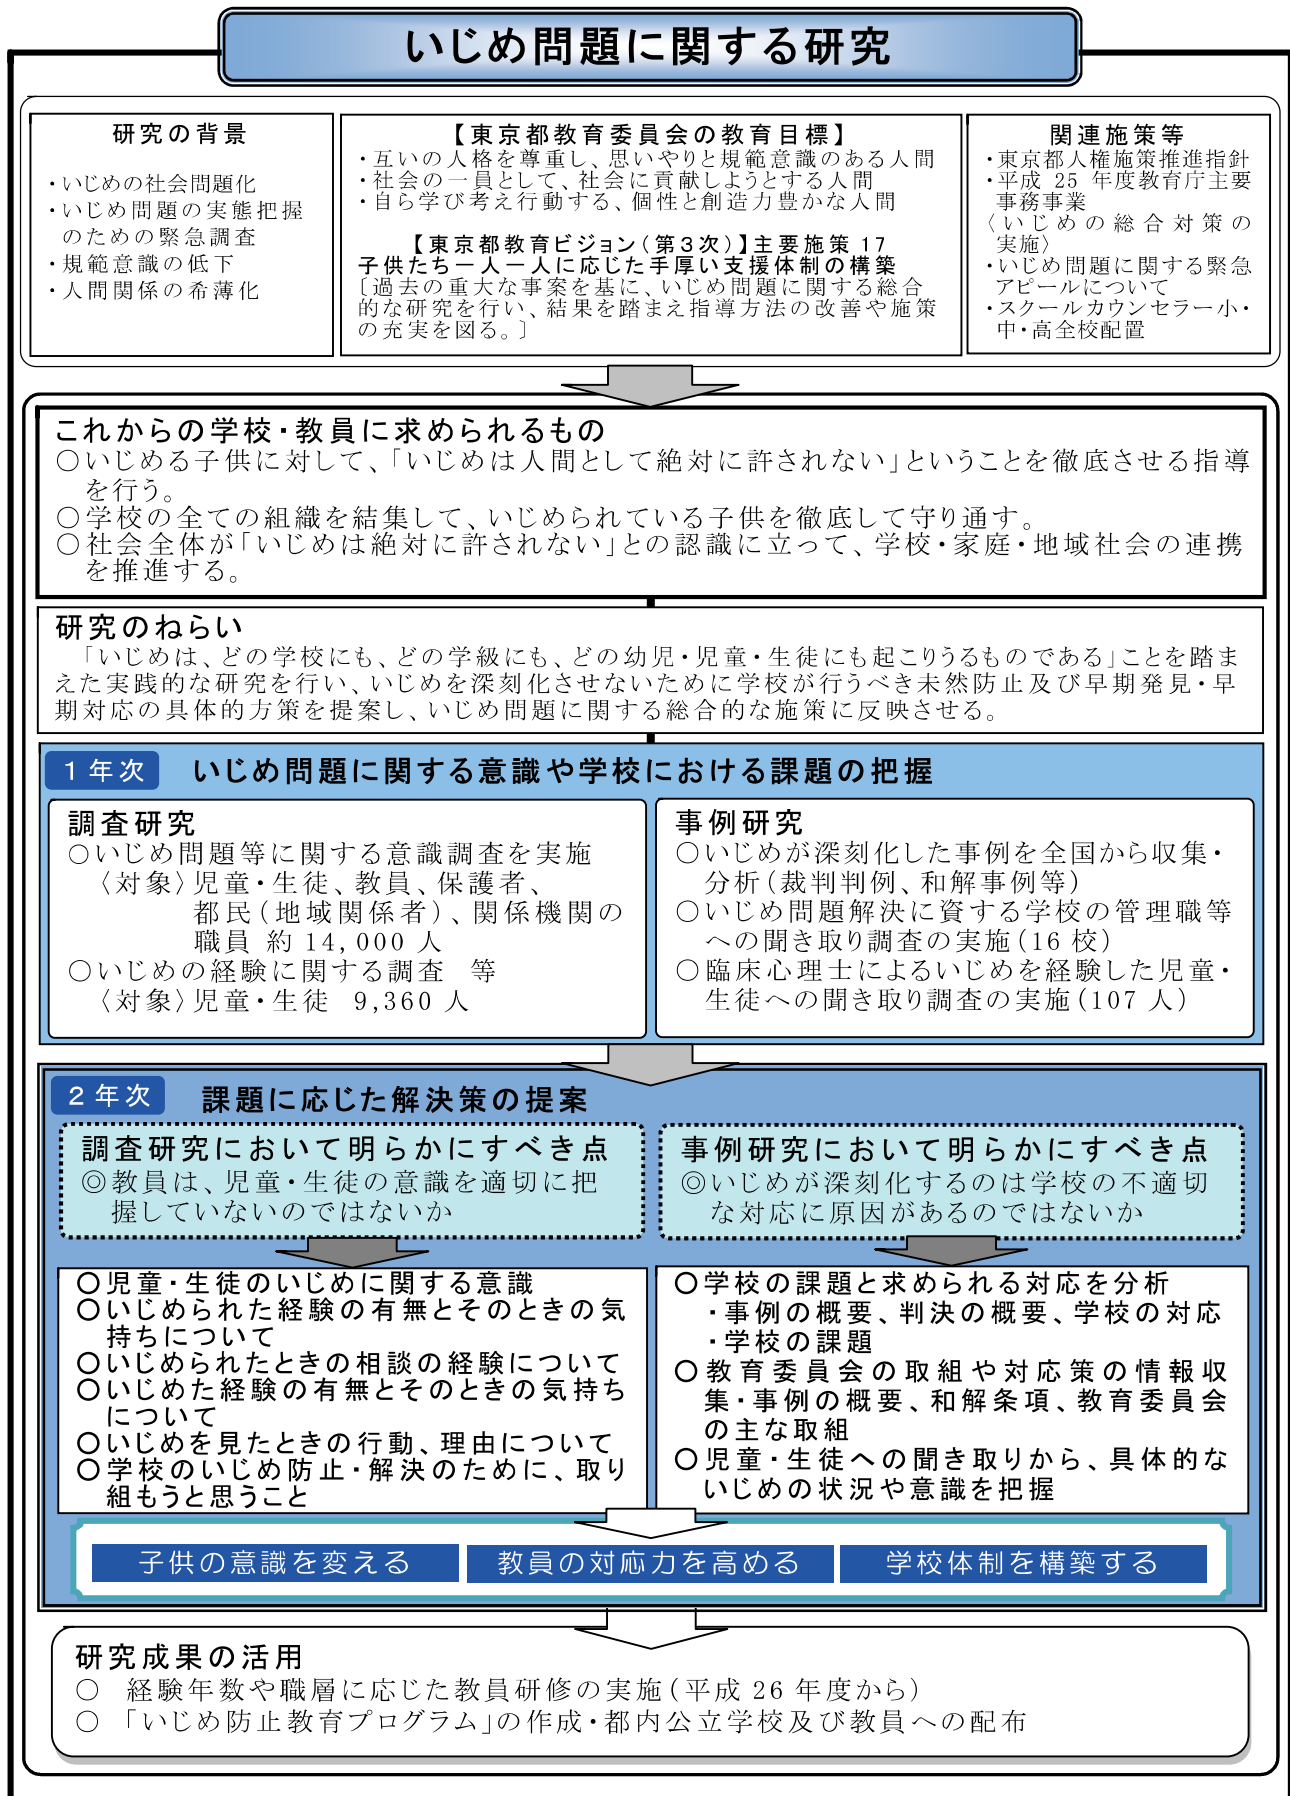 いじめ問題に関する研究
研究の背景
・いじめの社会問題化
・いじめ問題の実態把握
のための緊急調査
・規範意識の低下
・人間関係の希薄化
【東京都教育委員会の教育目標】
・互いの人格を尊重し、思いやりと規範意識のある人間
・社会の一員として、社会に貢献しようとする人間
・自ら学び考え行動する、個性と創造力豊かな人間
【東京都教育ビジョン(第3次)】主要施策 17
子供たち一人一人に応じた手厚い支援体制の構築
〔過去の重大な事案を基に、いじめ問題に関する総合
的な研究を行い、結果を踏まえ指導方法の改善や施策
の充実を図る。〕
関連施策等
・東京都人権施策推進指針
・平成 25 年度教育庁主要
事務事業
〈いじめの総合対策の
実施〉
・いじめ問題に関する緊急
アピールについて
・スクールカウンセラー小・
中・高全校配置
これからの学校・教員に求められるもの
○いじめる子供に対して、「いじめは人間として絶対に許されない」ということを徹底させる指導
を行う。
○学校の全ての組織を結集して、いじめられている子供を徹底して守り通す。
○社会全体が「いじめは絶対に許されない」との認識に立って、学校・家庭・地域社会の連携
を推進する。
研究のねらい
「いじめは、どの学校にも、どの学級にも、どの幼児・児童・生徒にも起こりうるものである」ことを踏ま
えた実践的な研究を行い、いじめを深刻化させないために学校が行うべき未然防止及び早期発見・早
期対応の具体的方策を提案し、いじめ問題に関する総合的な施策に反映させる。
1 年次 いじめ問題に関する意識や学校における課題の把握
調査研究
○いじめ問題等に関する意識調査を実施
〈対象〉児童・生徒、教員、保護者、
都民(地域関係者)、関係機関の
職員 約 14,000 人
○いじめの経験に関する調査 等
〈対象〉児童・生徒 9,360 人
事例研究
○いじめが深刻化した事例を全国から収集・
分析(裁判判例、和解事例等)
○いじめ問題解決に資する学校の管理職等
への聞き取り調査の実施(16 校)
○臨床心理士によるいじめを経験した児童・
生徒への聞き取り調査の実施(107 人)
2 年次 課題に応じた解決策の提案
調査研究において明らかにすべき点
◎教員は、児童・生徒の意識を適切に把
握していないのではないか
事例研究において明らかにすべき点
◎いじめが深刻化するのは学校の不適切
な対応に原因があるのではないか
○児童・生徒のいじめに関する意識
○いじめられた経験の有無とそのときの気
持ちについて
○いじめられたときの相談の経験について
○いじめた経験の有無とそのときの気持ち
について
○いじめを見たときの行動、理由について
○学校のいじめ防止・解決のために、取り
組もうと思うこと
○学校の課題と求められる対応を分析
・事例の概要、判決の概要、学校の対応
・学校の課題
○教育委員会の取組や対応策の情報収
集・事例の概要、和解条項、教育委員会
の主な取組
○児童・生徒への聞き取りから、具体的な
いじめの状況や意識を把握
子供の意識を変える
教員の対応力を高める
学校体制を構築する
研究成果の活用
○ 経験年数や職層に応じた教員研修の実施(平成 26 年度から)
○ 「いじめ防止教育プログラム」の作成・都内公立学校及び教員への配布